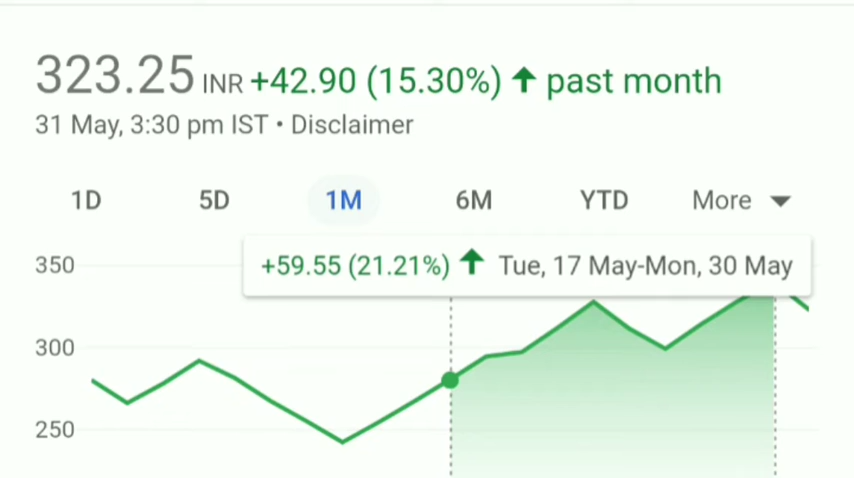 323.25 INR +42.90 (15.30%) ↑ past month
31 May, 3:30 pm IST • Disclaimer
1D 5D 1M 6M YTD More ▼
+59.55 (21.21%) ↑ Tue, 17 May-Mon, 30 May
350
300
250